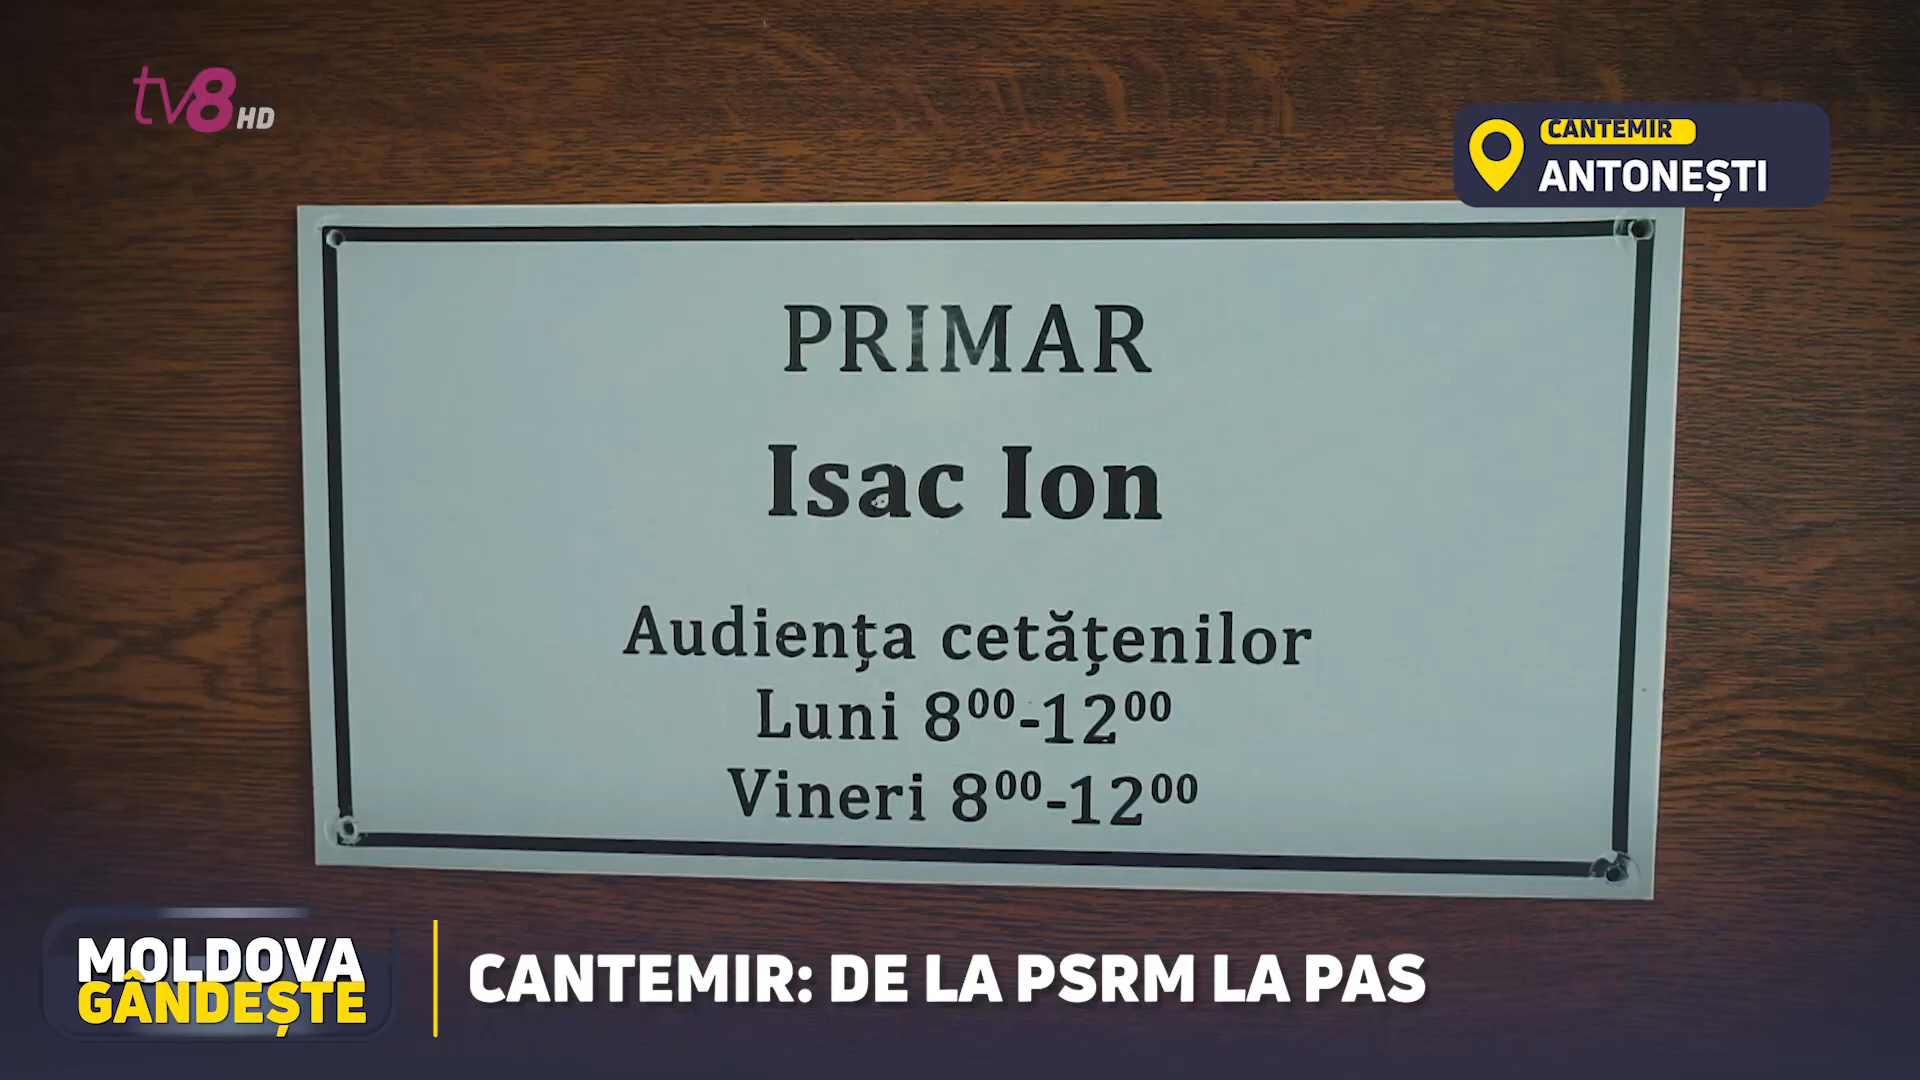 tv8 HD
CANTEMIR
ANTONEȘTI
PRIMAR
Isac Ion
Audiența cetățenilor
Luni 8⁰⁰-12⁰⁰
Vineri 8⁰⁰-12⁰⁰
MOLDOVA
GÂNDEȘTE
CANTEMIR: DE LA PSRM LA PAS